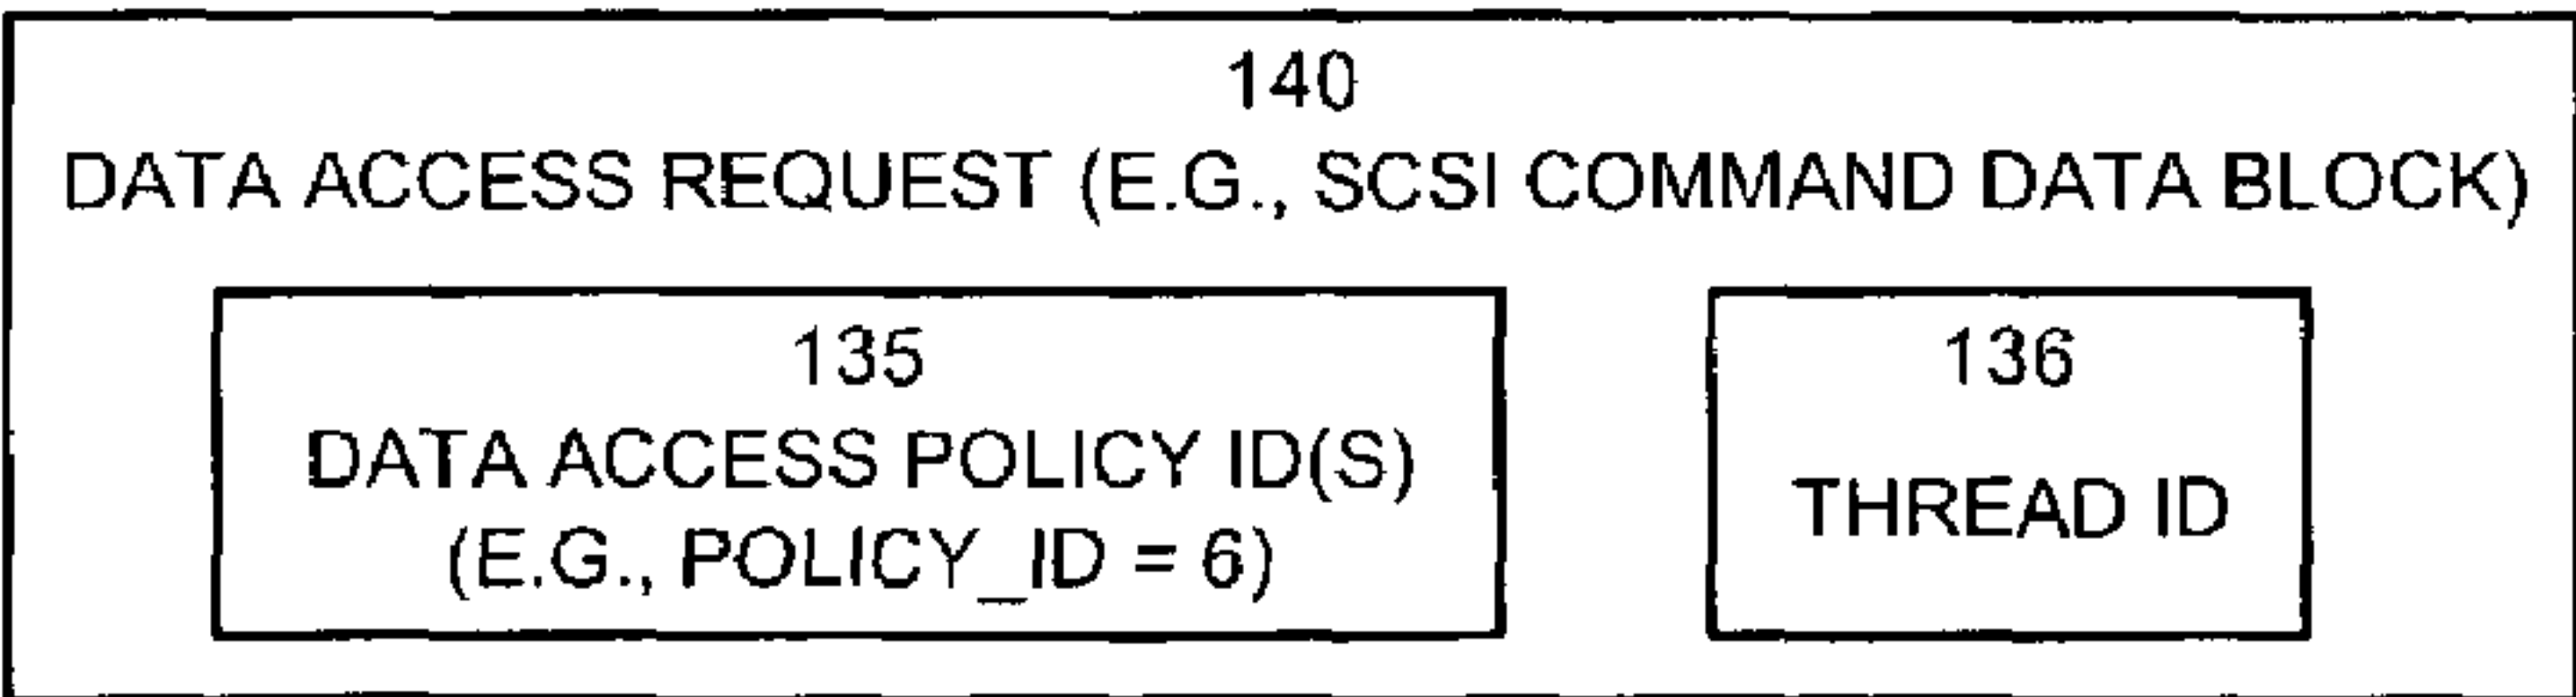 140
DATA ACCESS REQUEST (E.G., SCSI COMMAND DATA BLOCK)
135
DATA ACCESS POLICY ID(S)
(E.G., POLICY_ID = 6)
136
THREAD ID